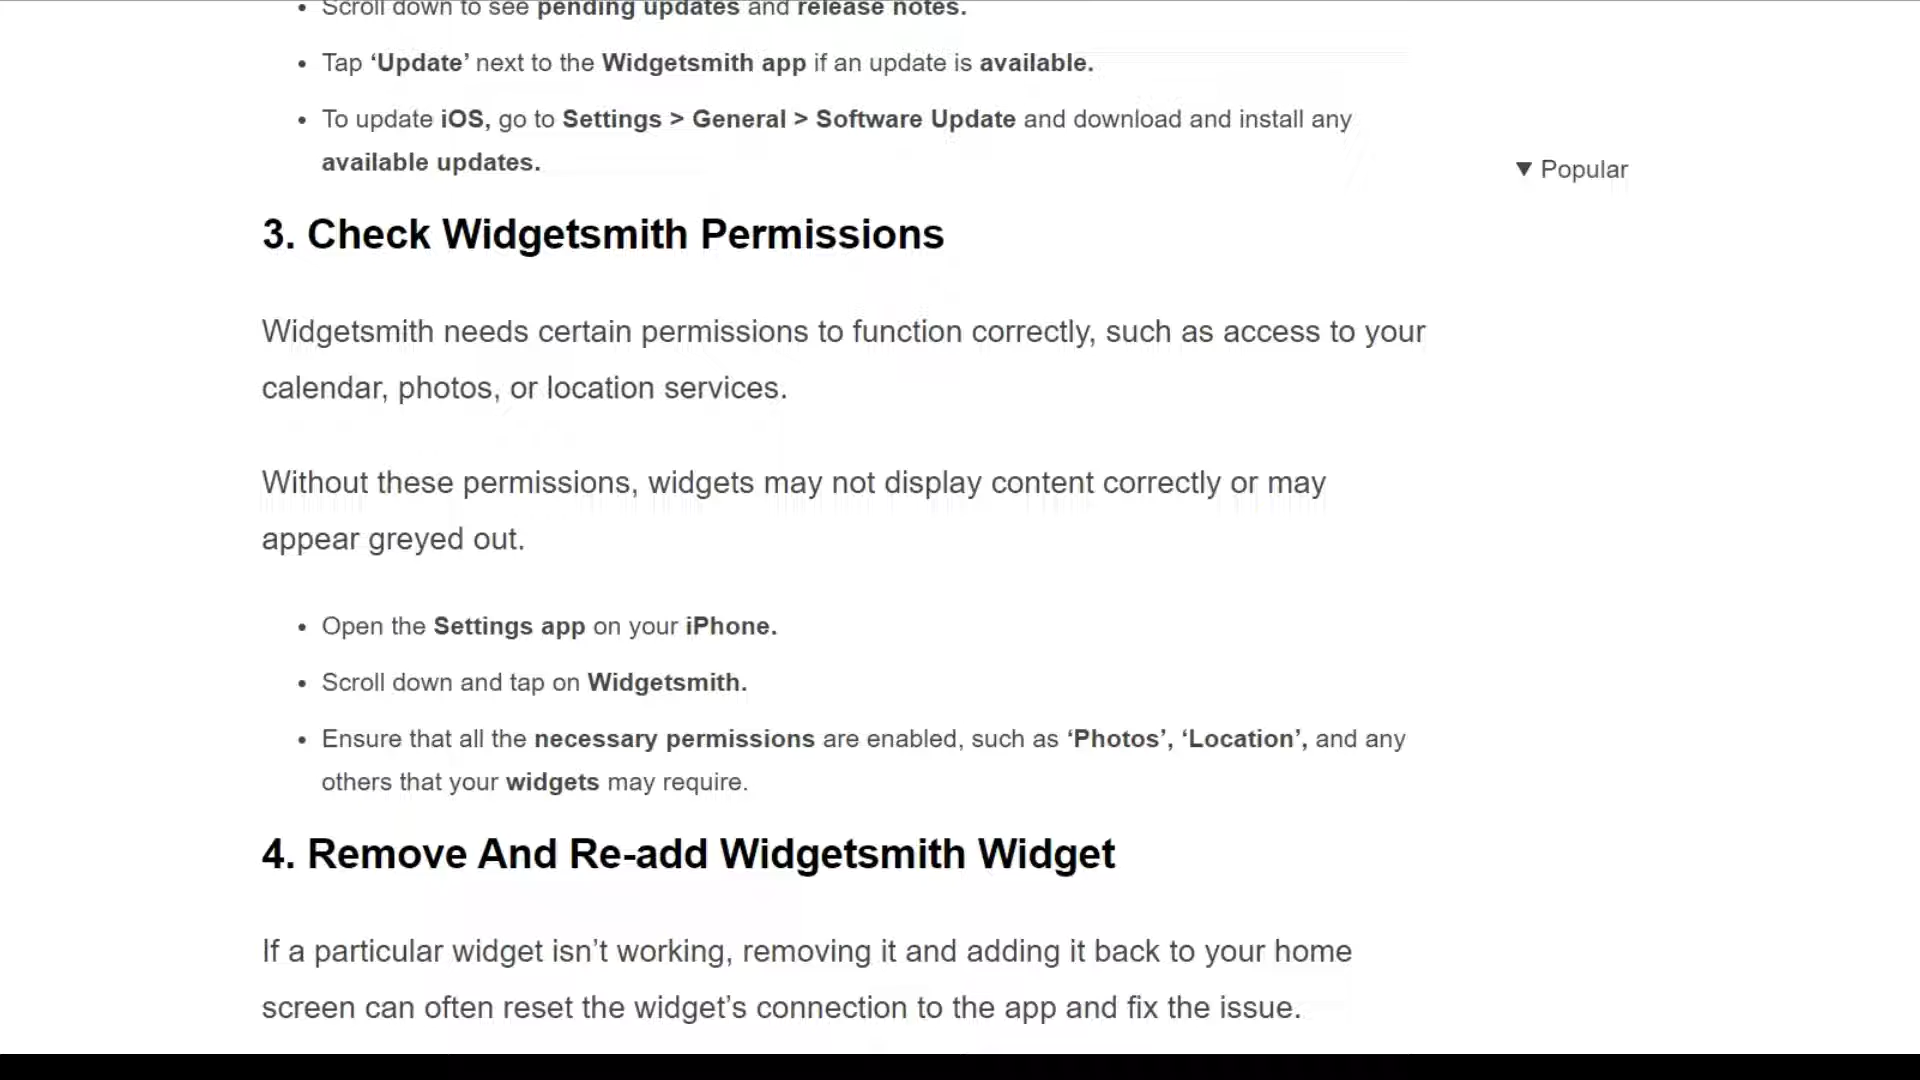 Scroll down to see pending updates and release notes.
Tap ‘Update’ next to the Widgetsmith app if an update is available.
To update iOS, go to Settings > General > Software Update and download and install any
available updates.
▼ Popular
3. Check Widgetsmith Permissions
Widgetsmith needs certain permissions to function correctly, such as access to your
calendar, photos, or location services.
Without these permissions, widgets may not display content correctly or may
appear greyed out.
Open the Settings app on your iPhone.
Scroll down and tap on Widgetsmith.
Ensure that all the necessary permissions are enabled, such as ‘Photos’, ‘Location’, and any
others that your widgets may require.
4. Remove And Re-add Widgetsmith Widget
If a particular widget isn’t working, removing it and adding it back to your home
screen can often reset the widget’s connection to the app and fix the issue.